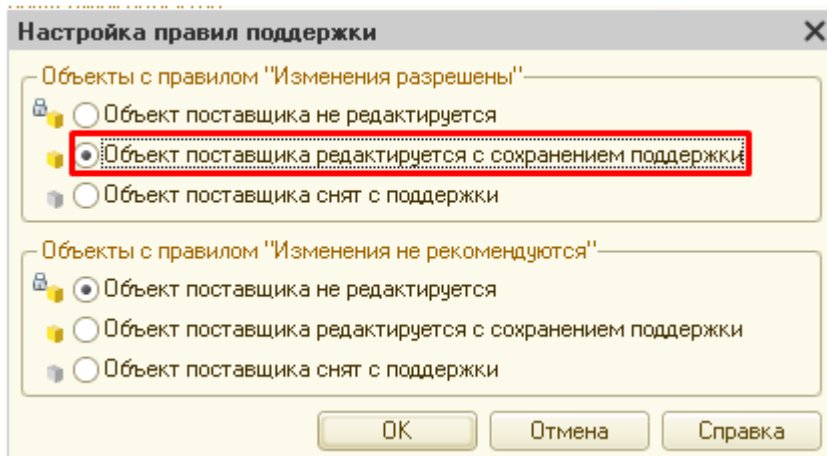 Настройка правил поддержки
Объекты с правилом "Изменения разрешены"
Объект поставщика не редактируется
Объект поставщика редактируется с сохранением поддержки
Объект поставщика снят с поддержки
Объекты с правилом "Изменения не рекомендуются"
Объект поставщика не редактируется
Объект поставщика редактируется с сохранением поддержки
Объект поставщика снят с поддержки
OK Отмена Справка